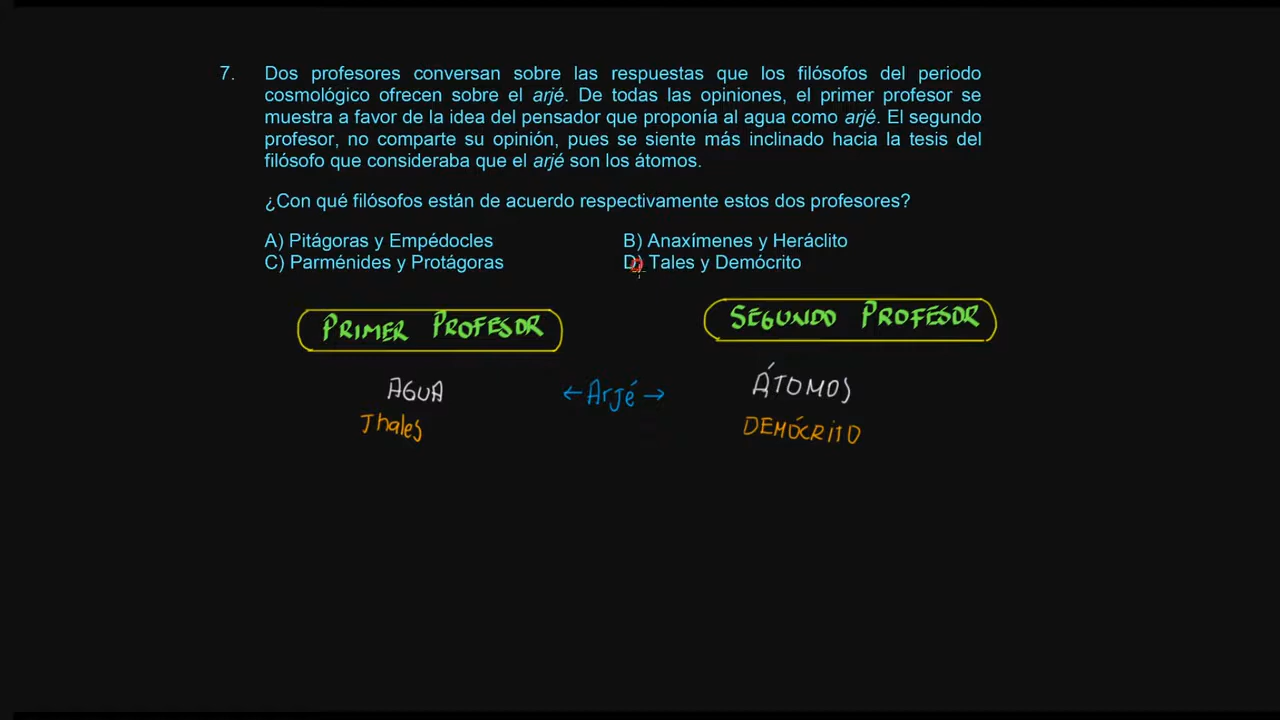 7. Dos profesores conversan sobre las respuestas que los filósofos del periodo
cosmológico ofrecen sobre el arjé. De todas las opiniones, el primer profesor se
muestra a favor de la idea del pensador que proponía al agua como arjé. El segundo
profesor, no comparte su opinión, pues se siente más inclinado hacia la tesis del
filósofo que consideraba que el arjé son los átomos.
¿Con qué filósofos están de acuerdo respectivamente estos dos profesores?
A) Pitágoras y Empédocles B) Anaxímenes y Heráclito
C) Parménides y Protágoras D) Tales y Demócrito
PRIMER PROFESOR SEGUNDO PROFESOR
AGUA ← Arjé → ÁTOMOS
Thales DEMÓCRITO